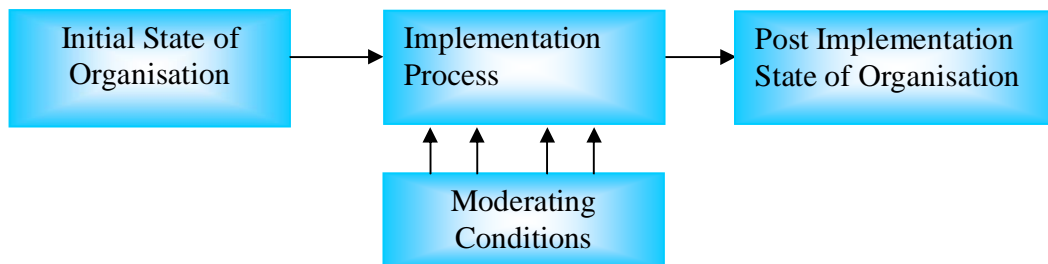 Initial State of
Organisation
Implementation
Process
Post Implementation
State of Organisation
Moderating
Conditions